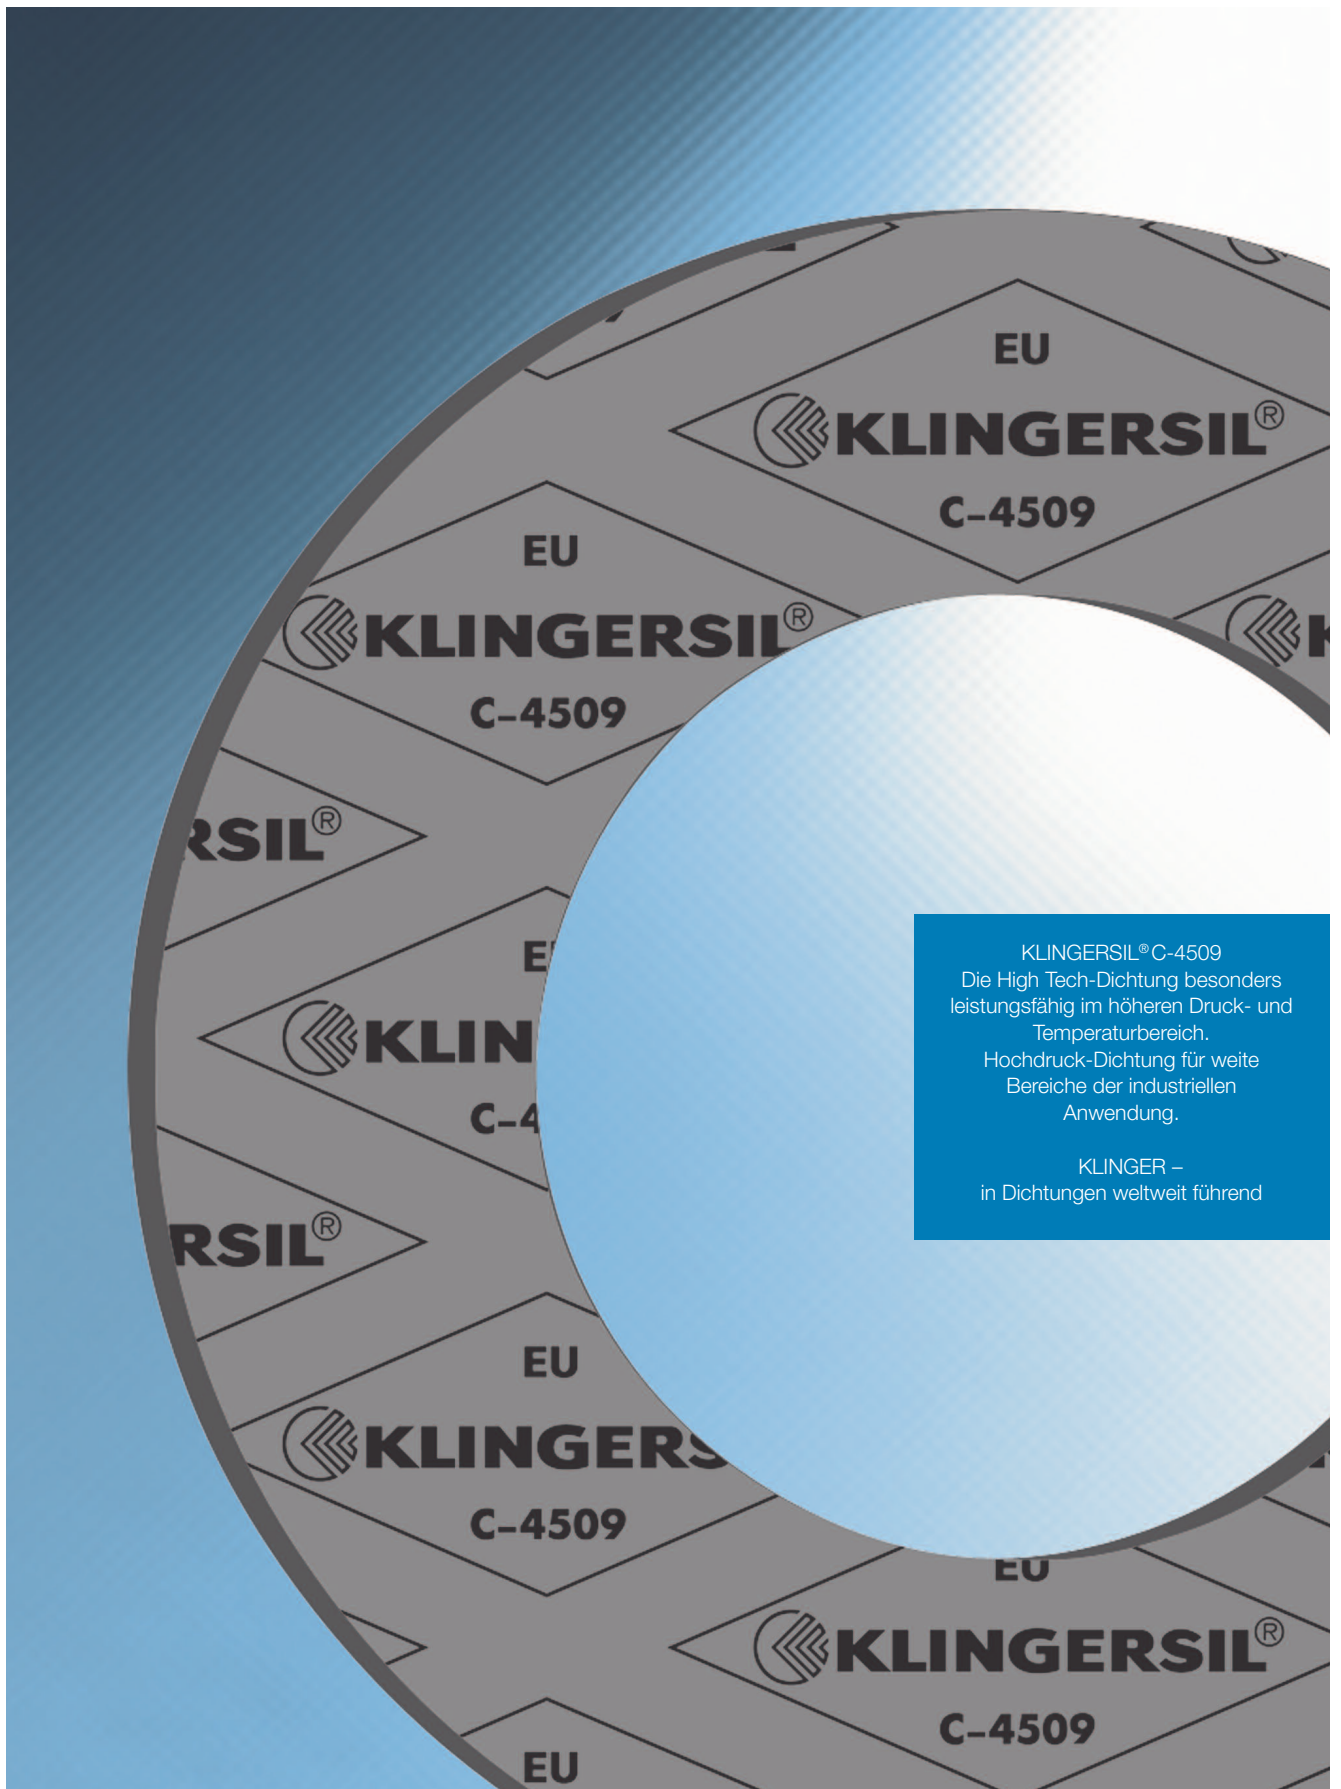 EU
KLINGERSIL®
C-4509
EU
KLINGERSIL®
C-4509
RSIL®
KLIN
C-4
RSIL®
EU
KLINGERS
C-4509
EU
KLINGERSIL®
C-4509
EU
KLINGERSIL® C-4509
Die High Tech-Dichtung besonders
leistungsfähig im höheren Druck- und
Temperaturbereich.
Hochdruck-Dichtung für weite
Bereiche der industriellen
Anwendung.
KLINGER –
in Dichtungen weltweit führend